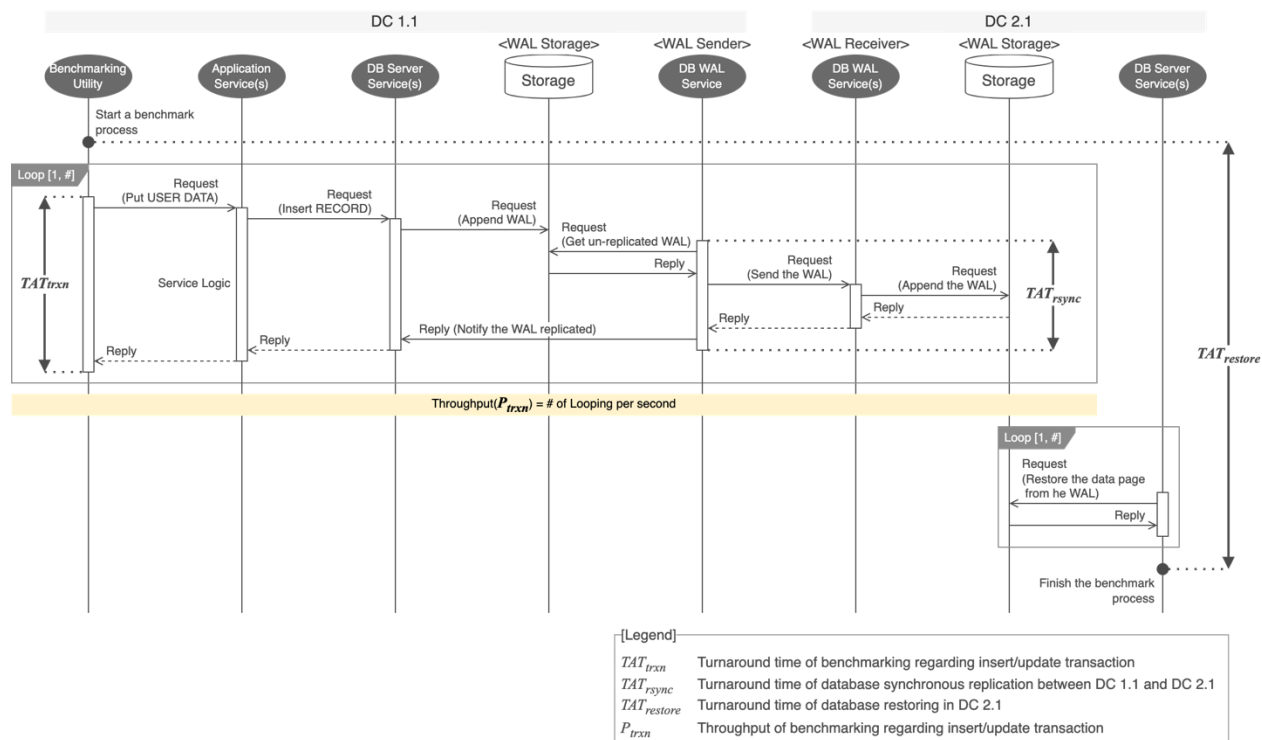 DC 1.1
DC 2.1
<WAL Storage>
<WAL Sender>
<WAL Receiver>
<WAL Storage>
Benchmarking
Utility
Application
Service(s)
DB Server
Service(s)
Storage
DB WAL
Service
DB WAL
Service(s)
Storage
DB Server
Service(s)
Start a benchmark
process
Loop [1, #]
Request
(Put USER DATA)
Request
(Insert RECORD)
Request
(Append WAL)
Request
(Get un-replicated WAL)
Reply
Request
(Send the WAL)
Request
(Append the WAL)
TATtrxn
Service Logic
TATrsync
Reply
Reply
Reply (Notify the WAL replicated)
Reply
Reply
TATrestore
Throughput(Ptrxn) = # of Looping per second
Loop [1, #]
Request
(Restore the data page
from he WAL)
Reply
Finish the benchmark
process
[Legend]
TATtrxn Turnaround time of benchmarking regarding insert/update transaction
TATrsync Turnaround time of database synchronous replication between DC 1.1 and DC 2.1
TATrestore Turnaround time of database restoring in DC 2.1
Ptrxn Throughput of benchmarking regarding insert/update transaction